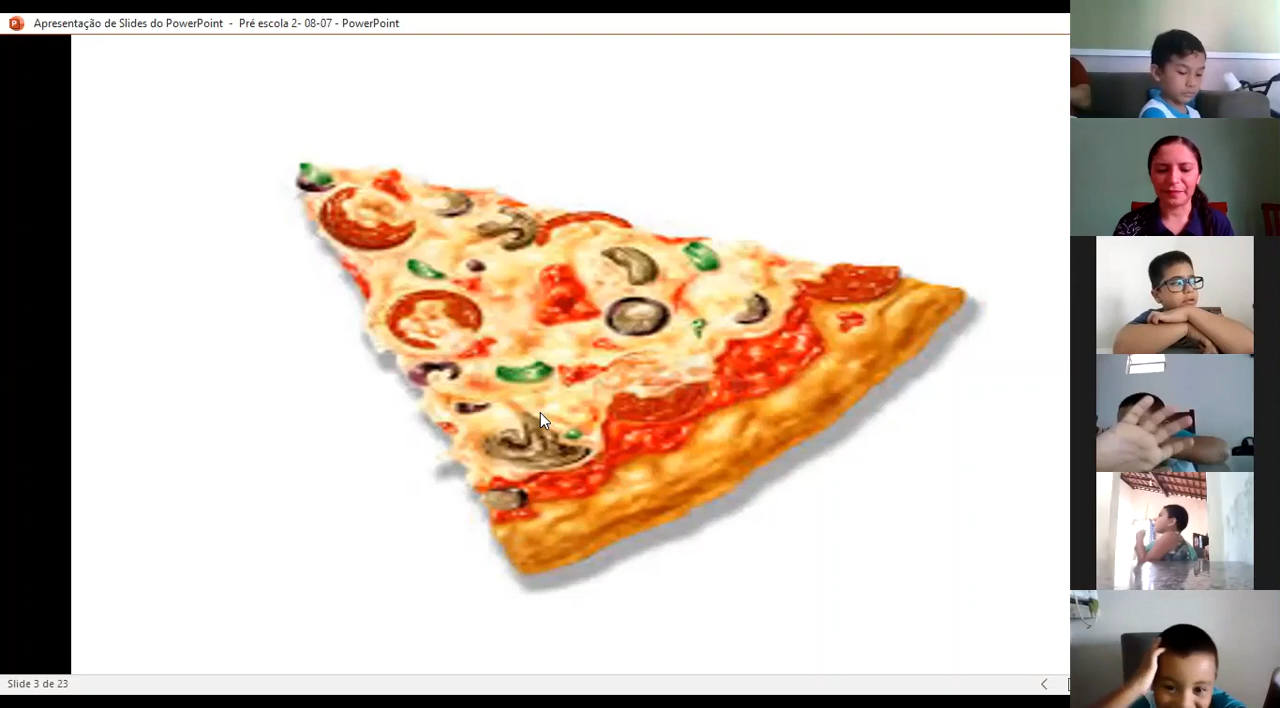 Apresentação de Slides do PowerPoint - Pré escola 2- 08-07 - PowerPoint
Slide 3 de 23